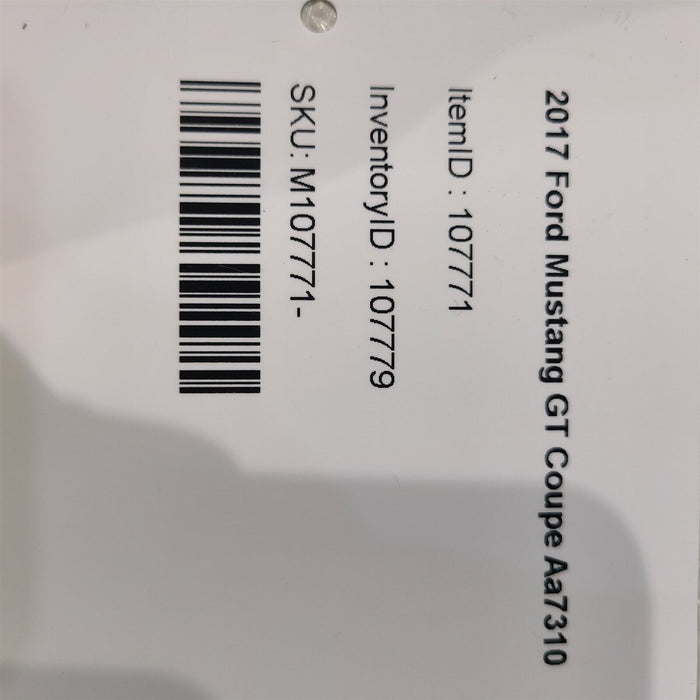 2017 Ford Mustang GT Coupe Aa7310
ItemID : 107771
InventoryID : 107779
SKU: M107771-